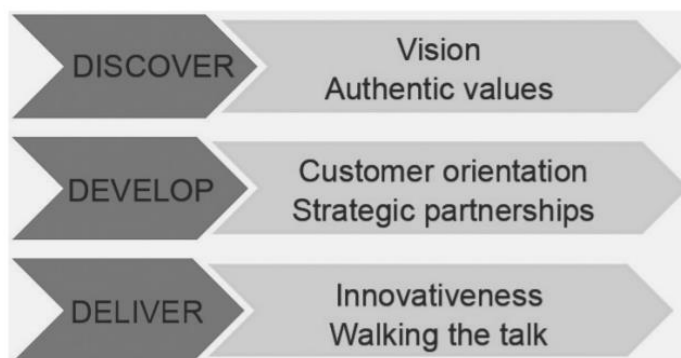 DISCOVER
Vision
Authentic values
DEVELOP
Customer orientation
Strategic partnerships
DELIVER
Innovativeness
Walking the talk